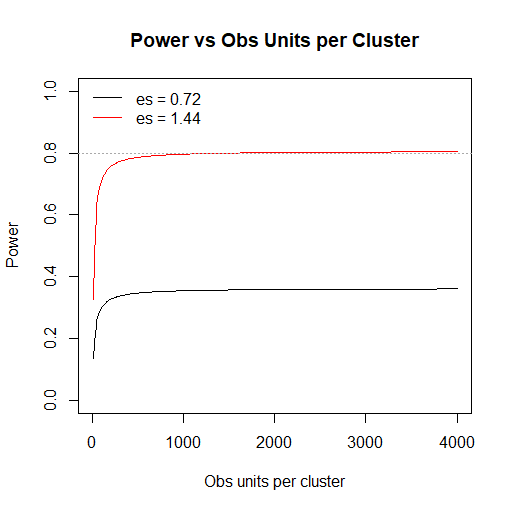 Power vs Obs Units per Cluster
es = 0.72
es = 1.44
Power
1.0
0.8
0.6
0.4
0.2
0.0
0 1000 2000 3000 4000
Obs units per cluster